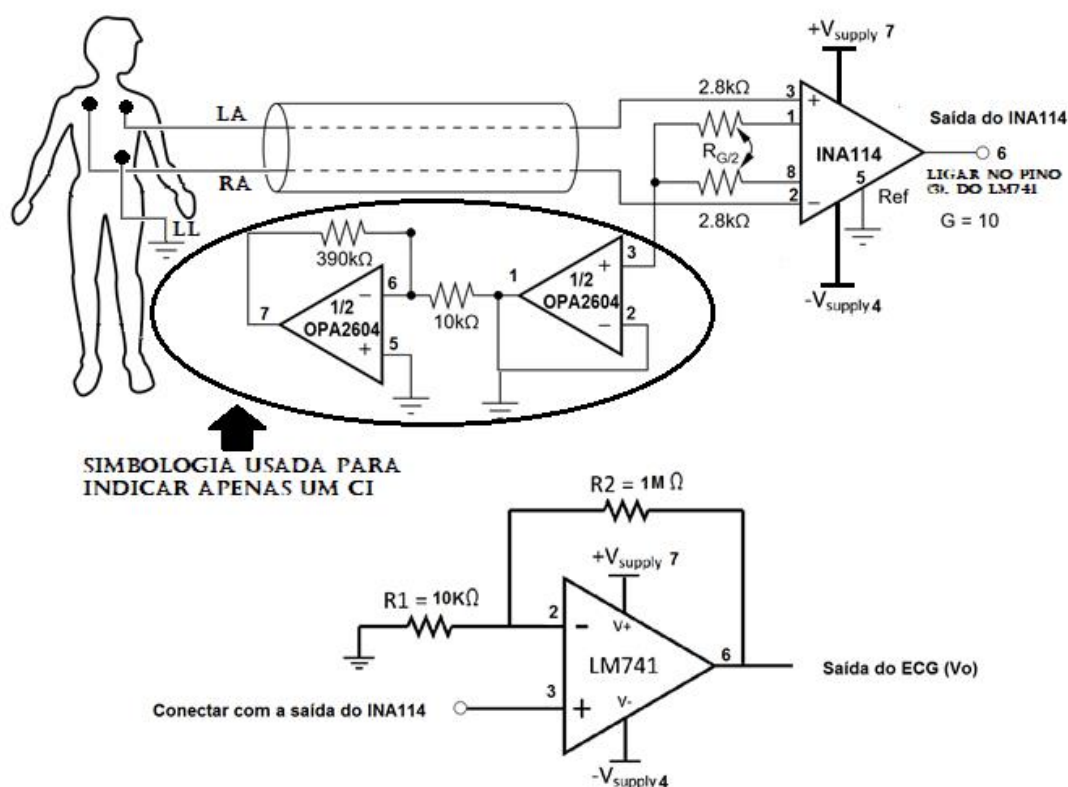 +Vsupply 7
LA
RA
LL
2.8kΩ
3
1
RG/2
8
2
2.8kΩ
INA114
5
Ref
Saída do INA114
6
LIGAR NO PINO
(3), DO LM741
G = 10
-Vsupply 4
390kΩ
6
1/2
OPA2604
7
5
10kΩ
1
3
1/2
OPA2604
2
SIMBOLOGIA USADA PARA
INDICAR APENAS UM CI
R2 = 1M Ω
+Vsupply 7
R1 = 10KΩ
2
V+
LM741
6
Saída do ECG (Vo)
3
V-
Conectar com a saída do INA114
-Vsupply 4